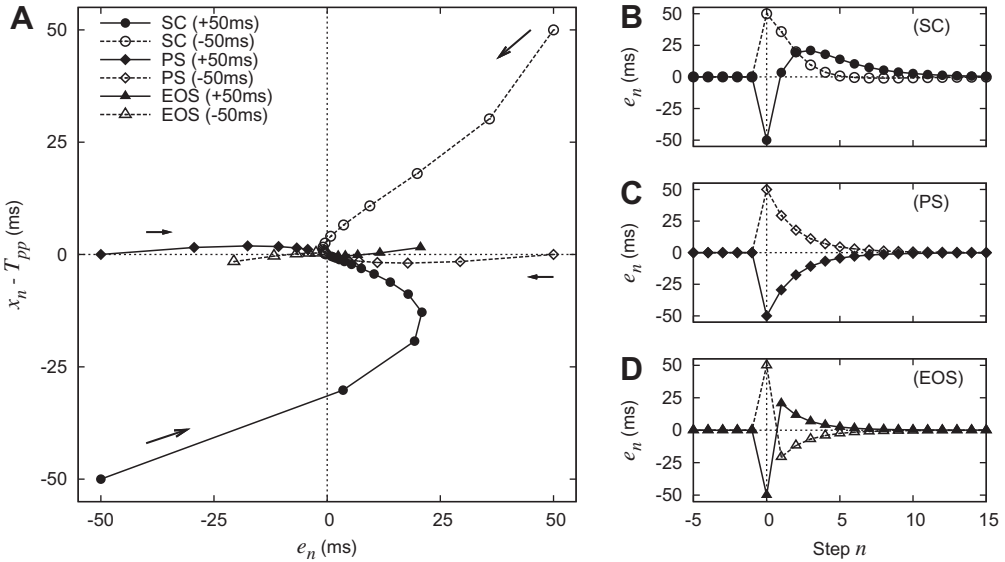 A
50
25
0
-25
-50
x_n - T_pp (ms)
SC (+50ms)
SC (-50ms)
PS (+50ms)
PS (-50ms)
EOS (+50ms)
EOS (-50ms)
-50 -25 0 25 50
e_n (ms)
B
(SC)
50
25
0
-25
-50
e_n (ms)
C
(PS)
50
25
0
-25
-50
e_n (ms)
D
(EOS)
50
25
0
-25
-50
e_n (ms)
-5 0 5 10 15
Step n